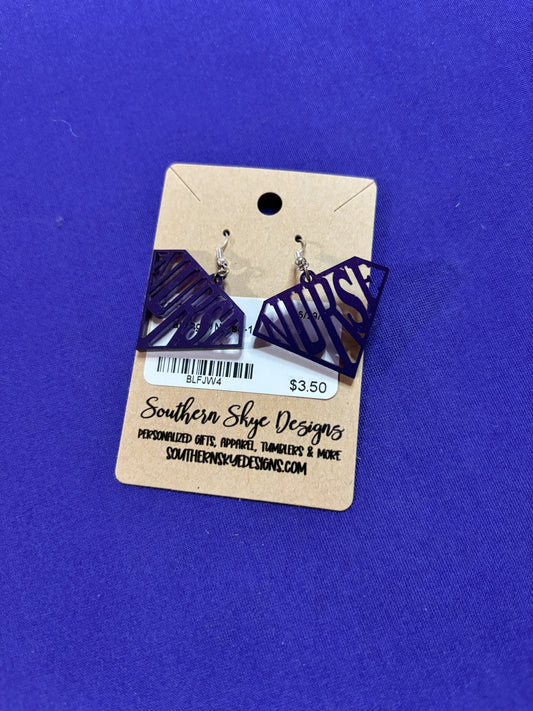 NURSE
NURSE
BLFJW4
$3.50
Southern Skye Designs
PERSONALIZED GIFTS, APPAREL, TUMBLERS & MORE
SOUTHERNSKYEDESIGNS.COM